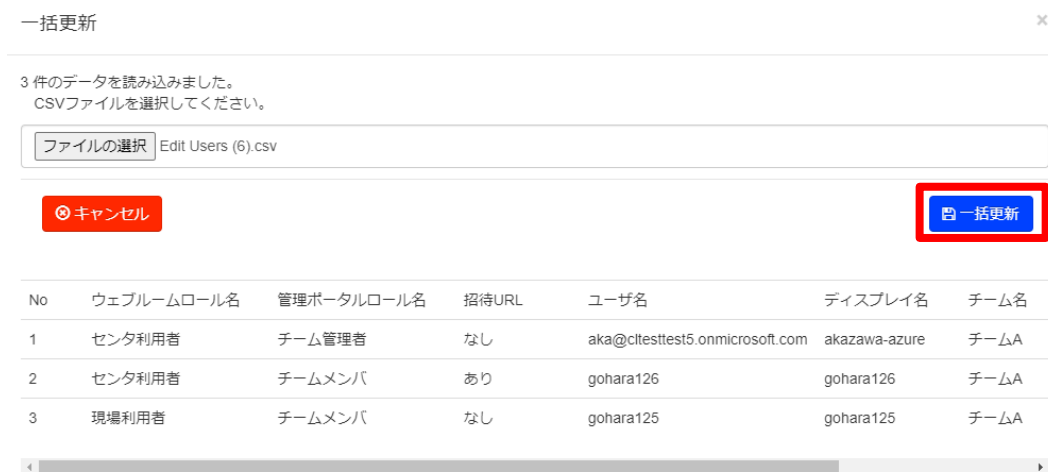 一括更新 ×
3 件のデータを読み込みました。
CSVファイルを選択してください。
ファイルの選択 Edit Users (6).csv
キャンセル 一括更新
No ウェブルームロール名 管理ポータルロール名 招待URL ユーザ名 ディスプレイ名 チーム名
1 センタ利用者 チーム管理者 なし aka@cltesttest5.onmicrosoft.com akazawa-azure チームA
2 センタ利用者 チームメンバ あり gohara126 gohara126 チームA
3 現場利用者 チームメンバ なし gohara125 gohara125 チームA